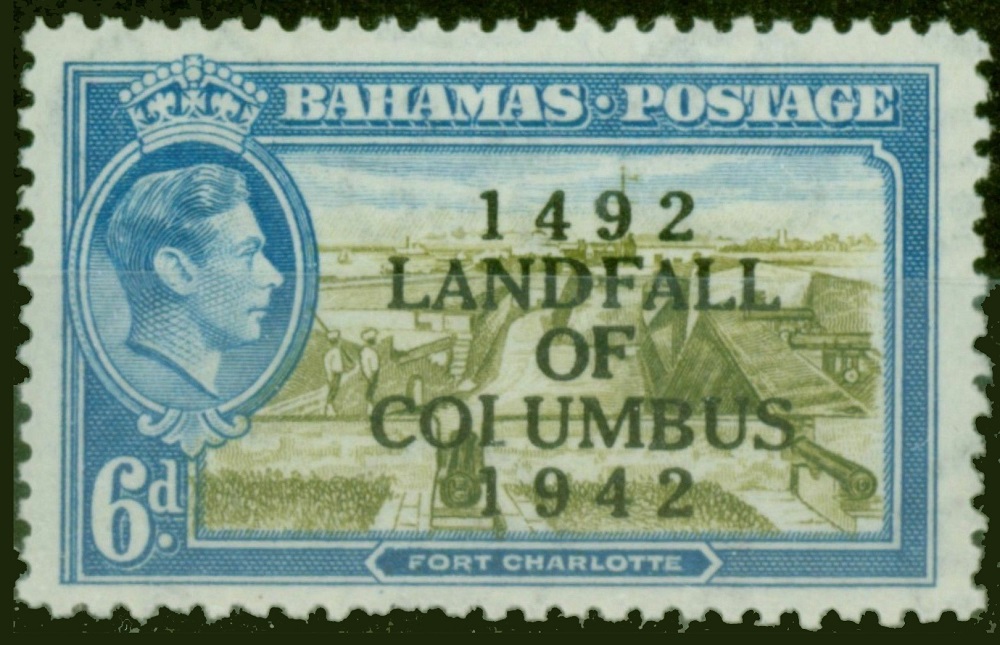 BAHAMAS · POSTAGE
1492
LANDFALL
OF
COLUMBUS
1942
6d.
FORT CHARLOTTE